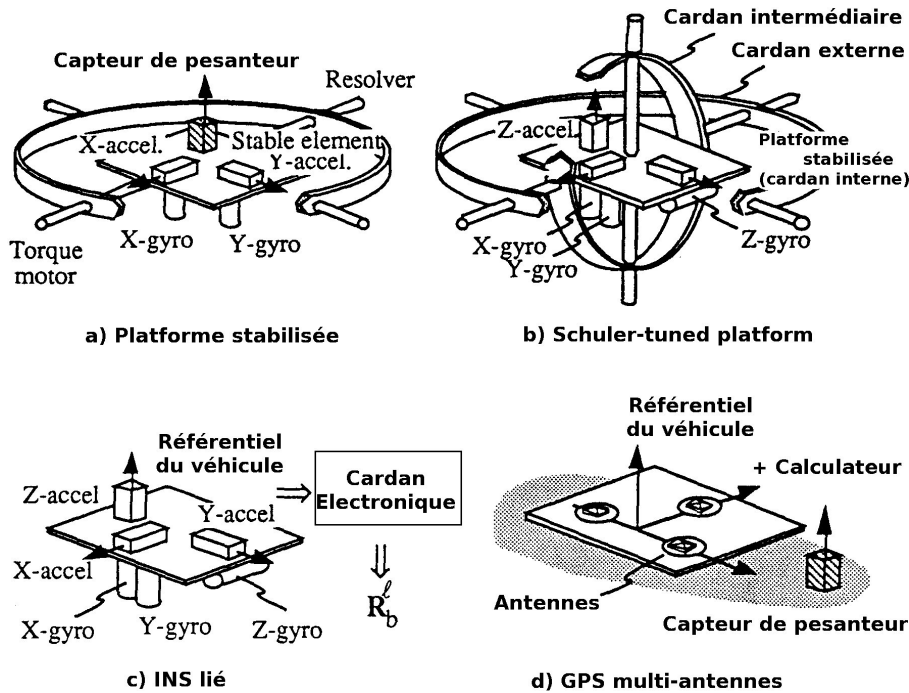 Capteur de pesanteur
Resolver
X-accel.
Stable element
Y-accel.
X-gyro
Y-gyro
Torque
motor
a) Platforme stabilisée
Cardan intermédiaire
Cardan externe
Z-accel.
Platforme
stabilisée
(cardan interne)
X-gyro
Y-gyro
Z-gyro
b) Schuler-tuned platform
Référentiel
du véhicule
Cardan
Electronique
Z-accel
Y-accel
X-accel
X-gyro
Y-gyro
Z-gyro
R
ℓ
b
c) INS lié
Référentiel
du véhicule
+ Calculateur
Antennes
Capteur de pesanteur
d) GPS multi-antennes